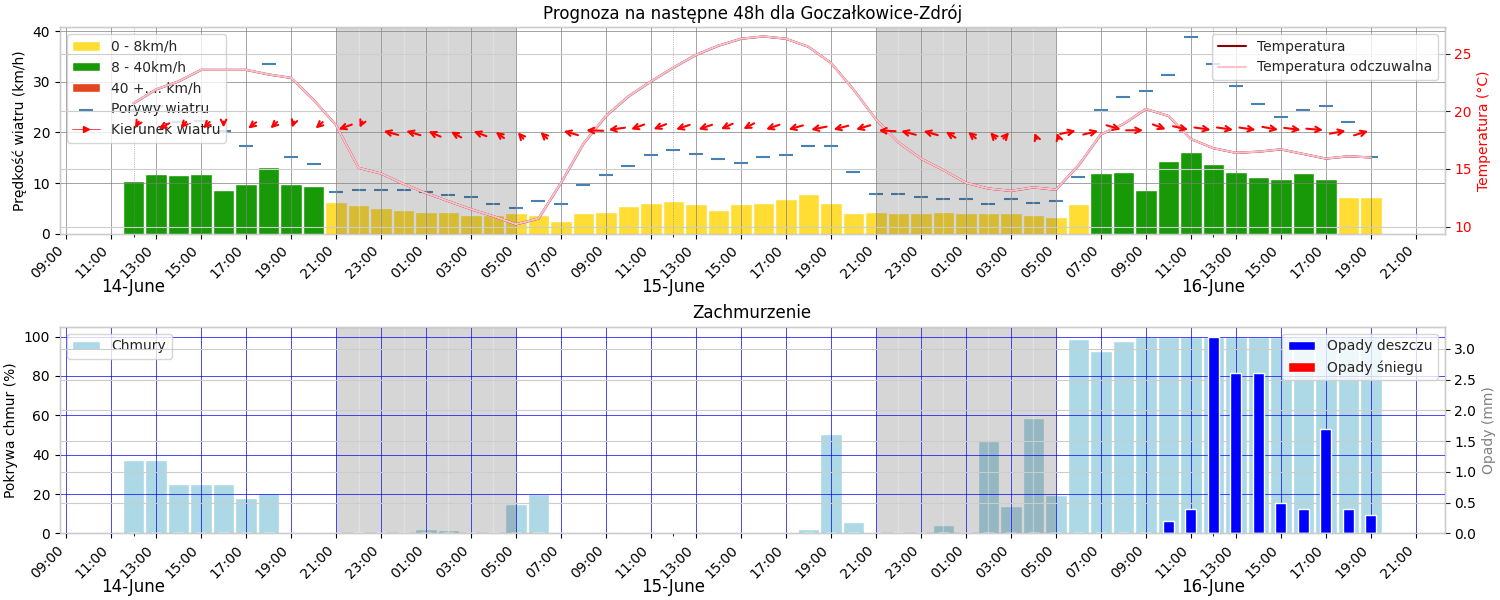 Prognoza na następne 48h dla Goczałkowice-Zdrój
Prędkość wiatru (km/h)
40
30
20
10
0
0 - 8km/h
8 - 40km/h
40 +.... km/h
Porywy wiatru
Kierunek wiatru
Temperatura
Temperatura odczuwalna
25
20
15
10
Temperatura (°C)
09:00 11:00 13:00 15:00 17:00 19:00 21:00 23:00 01:00 03:00 05:00 07:00 09:00 11:00 13:00 15:00 17:00 19:00 21:00 23:00 01:00 03:00 05:00 07:00 09:00 11:00 13:00 15:00 17:00 19:00 21:00
14-June 15-June 16-June
Zachmurzenie
Pokrywa chmur (%)
100
80
60
40
20
0
Chmury
Opady deszczu
Opady śniegu
3.0
2.5
2.0
1.5
1.0
0.5
0.0
Opady (mm)
09:00 11:00 13:00 15:00 17:00 19:00 21:00 23:00 01:00 03:00 05:00 07:00 09:00 11:00 13:00 15:00 17:00 19:00 21:00 23:00 01:00 03:00 05:00 07:00 09:00 11:00 13:00 15:00 17:00 19:00 21:00
14-June 15-June 16-June